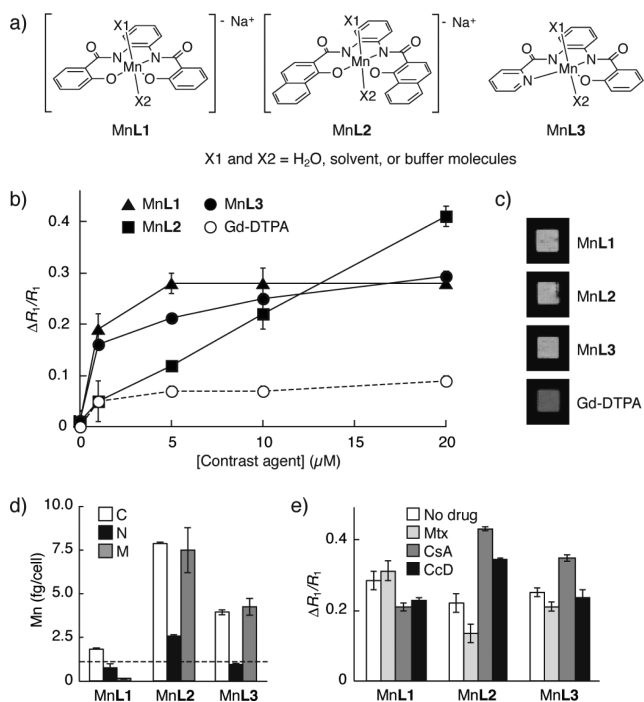 a)
X1
X1
X1
- Na⁺
- Na⁺
O
N
N
O
O
N
N
O
O
N
N
O
Mn
Mn
Mn
O
O
O
O
N
O
X2
X2
X2
MnL1
MnL2
MnL3
X1 and X2 = H₂O, solvent, or buffer molecules
b)
MnL1
MnL3
MnL2
Gd-DTPA
ΔR₁/R₁
0.4
0.3
0.2
0.1
0
0
5
10
15
20
[Contrast agent] (µM)
c)
MnL1
MnL2
MnL3
Gd-DTPA
d)
C
N
M
Mn (fg/cell)
10.0
7.5
5.0
2.5
0
MnL1
MnL2
MnL3
e)
No drug
Mtx
CsA
CcD
ΔR₁/R₁
0.4
0.2
0
MnL1
MnL2
MnL3